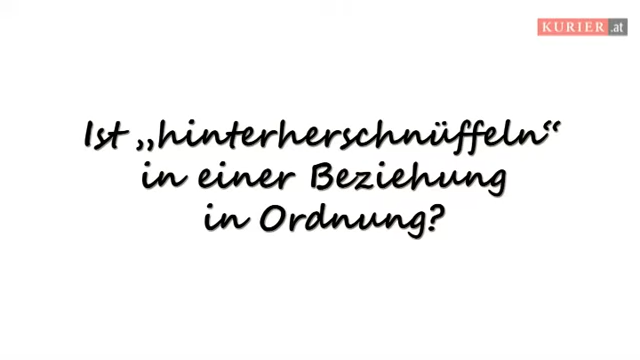 KURIER.at
Ist „hinterherschnüffeln“
in einer Beziehung
in Ordnung?